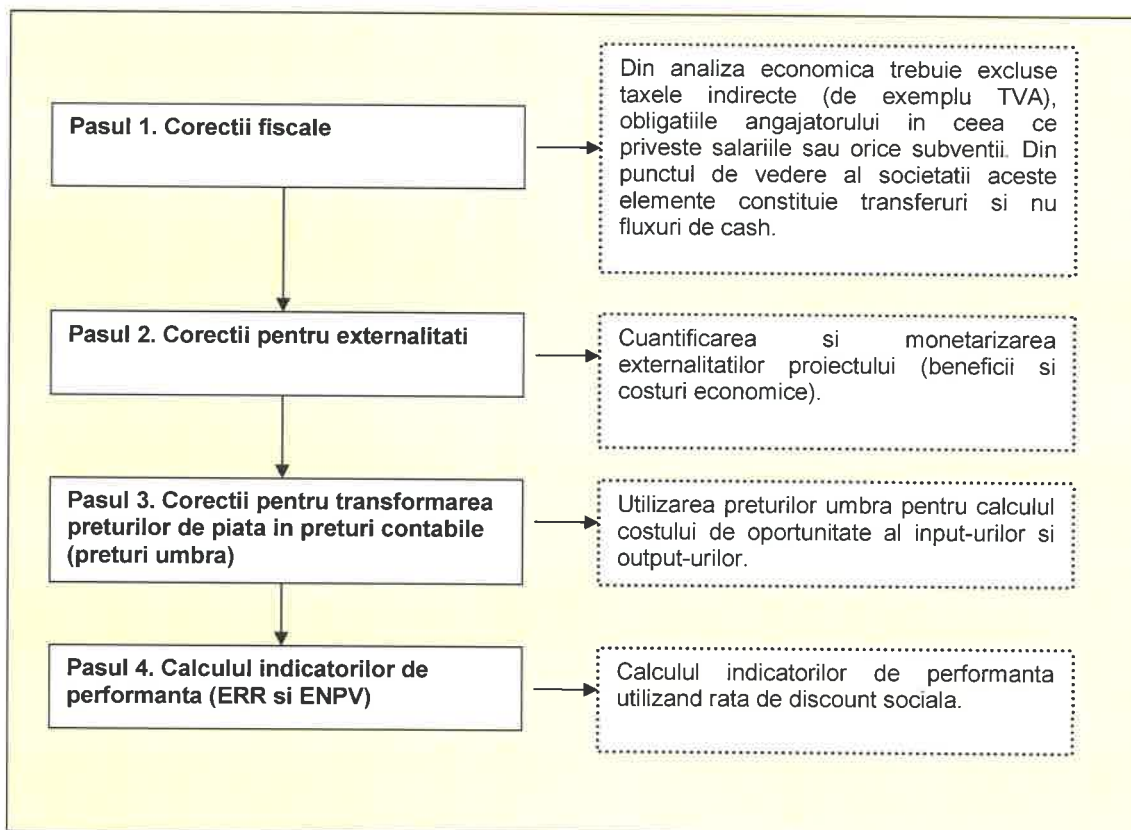 Pasul 1. Corectii fiscale
Din analiza economica trebuie excluse
taxele indirecte (de exemplu TVA),
obligatiile angajatorului in ceea ce
priveste salariile sau orice subventii. Din
punctul de vedere al societatii aceste
elemente constituie transferuri si nu
fluxuri de cash.
Pasul 2. Corectii pentru externalitati
Cuantificarea si monetarizarea
externalitatilor proiectului (beneficii si
costuri economice).
Pasul 3. Corectii pentru transformarea
preturilor de piata in preturi contabile
(preturi umbra)
Utilizarea preturilor umbra pentru calculul
costului de oportunitate al input-urilor si
output-urilor.
Pasul 4. Calculul indicatorilor de
performanta (ERR si ENPV)
Calculul indicatorilor de performanta
utilizand rata de discount sociala.